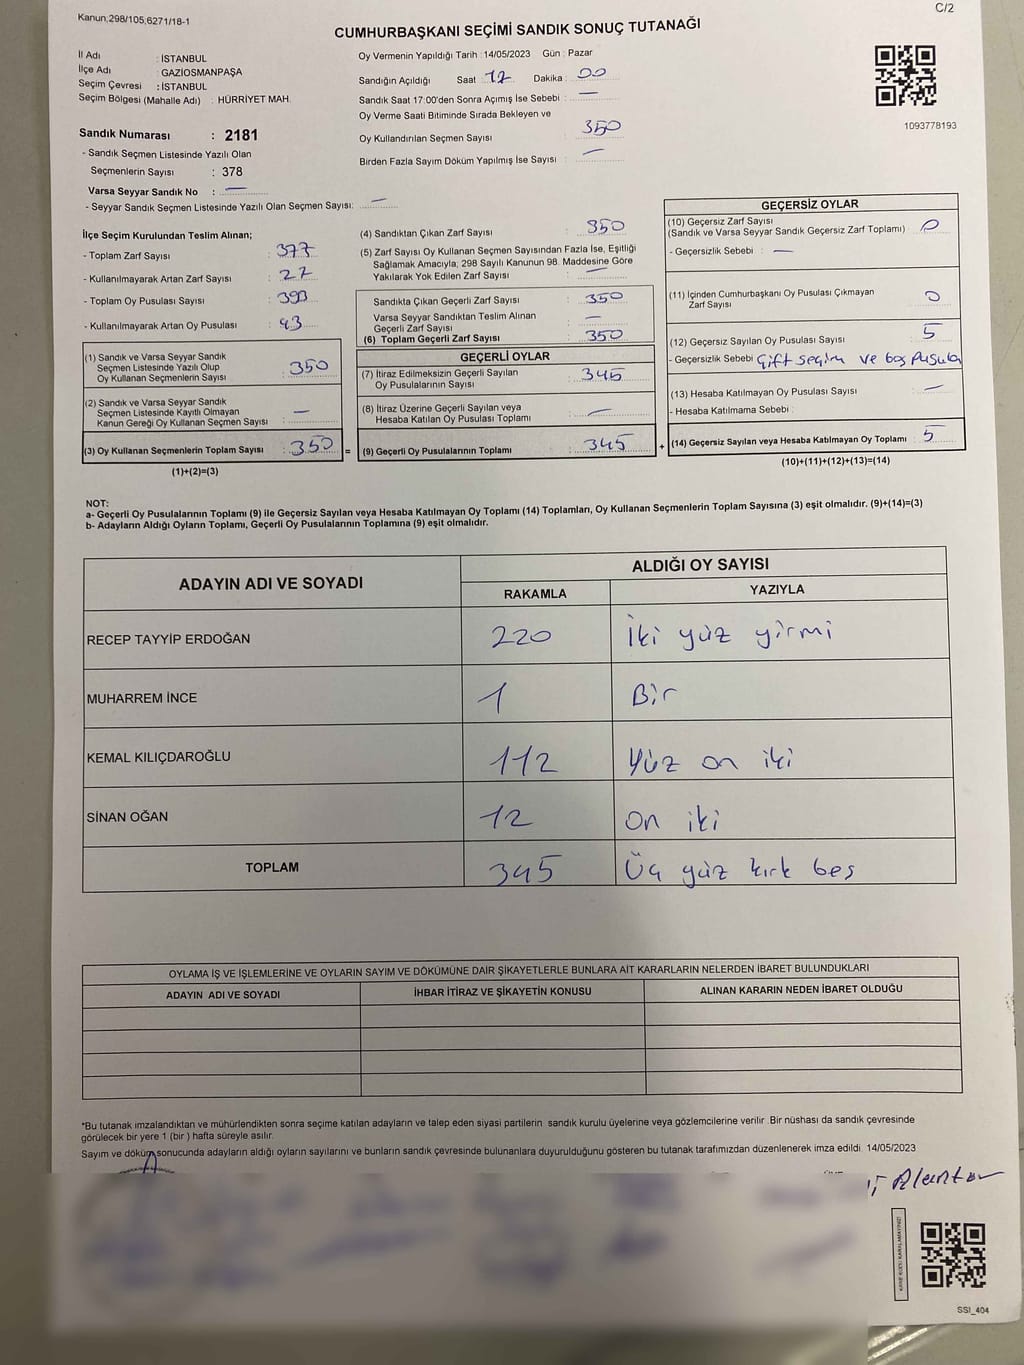 Kanun,298/105,6271/18-1
C/2
CUMHURBAŞKANI SEÇİMİ SANDIK SONUÇ TUTANAĞI
İl Adı : İSTANBUL
İlçe Adı : GAZİOSMANPAŞA
Seçim Çevresi : İSTANBUL
Seçim Bölgesi (Mahalle Adı) : HÜRRİYET MAH.
Oy Vermenin Yapıldığı Tarih :14/05/2023 Gün : Pazar
Sandığın Açıldığı Saat : 17 Dakika : 00
Sandık Saat 17:00'den Sonra Açımış İse Sebebi : —
Oy Verme Saati Bitiminde Sırada Bekleyen ve
Oy Kullandırılan Seçmen Sayısı : 350
Birden Fazla Sayım Döküm Yapılmış İse Sayısı : —
1093778193
Sandık Numarası : 2181
- Sandık Seçmen Listesinde Yazılı Olan
Seçmenlerin Sayısı : 378
Varsa Seyyar Sandık No : —
- Seyyar Sandık Seçmen Listesinde Yazılı Olan Seçmen Sayısı: —
İlçe Seçim Kurulundan Teslim Alınan;
- Toplam Zarf Sayısı : 377
- Kullanılmayarak Artan Zarf Sayısı : 27
- Toplam Oy Pusulası Sayısı : 393
- Kullanılmayarak Artan Oy Pusulası : 43
(1) Sandık ve Varsa Seyyar Sandık
Seçmen Listesinde Yazılı Olup
Oy Kullanan Seçmenlerin Sayısı : 350
(2) Sandık ve Varsa Seyyar Sandık
Seçmen Listesinde Kayıtlı Olmayan
Kanun Gereği Oy Kullanan Seçmen Sayısı : —
(3) Oy Kullanan Seçmenlerin Toplam Sayısı : 350 =
(1)+(2)=(3)
(4) Sandıktan Çıkan Zarf Sayısı : 350
(5) Zarf Sayısı Oy Kullanan Seçmen Sayısından Fazla İse, Eşitliği
Sağlamak Amacıyla; 298 Sayılı Kanunun 98. Maddesine Göre
Yakılarak Yok Edilen Zarf Sayısı : —
Sandıkta Çıkan Geçerli Zarf Sayısı : 350
Varsa Seyyar Sandıktan Teslim Alınan
Geçerli Zarf Sayısı : —
(6) Toplam Geçerli Zarf Sayısı : 350
GEÇERLİ OYLAR
(7) İtiraz Edilmeksizin Geçerli Sayılan
Oy Pusulalarının Sayısı : 345
(8) İtiraz Üzerine Geçerli Sayılan veya
Hesaba Katılan Oy Pusulası Toplamı : —
(9) Geçerli Oy Pusulalarının Toplamı : 345 +
GEÇERSİZ OYLAR
(10) Geçersiz Zarf Sayısı
(Sandık ve Varsa Seyyar Sandık Geçersiz Zarf Toplamı) : 0
- Geçersizlik Sebebi : —
(11) İçinden Cumhurbaşkanı Oy Pusulası Çıkmayan
Zarf Sayısı : 0
(12) Geçersiz Sayılan Oy Pusulası Sayısı : 5
- Geçersizlik Sebebi : Çift seçim ve boş Pusula
(13) Hesaba Katılmayan Oy Pusulası Sayısı : —
- Hesaba Katılmama Sebebi :
(14) Geçersiz Sayılan veya Hesaba Katılmayan Oy Toplamı : 5
(10)+(11)+(12)+(13)=(14)
NOT:
a- Geçerli Oy Pusulalarının Toplamı (9) ile Geçersiz Sayılan veya Hesaba Katılmayan Oy Toplamı (14) Toplamları, Oy Kullanan Seçmenlerin Toplam Sayısına (3) eşit olmalıdır. (9)+(14)=(3)
b- Adayların Aldığı Oyların Toplamı, Geçerli Oy Pusulalarının Toplamına (9) eşit olmalıdır.
ADAYIN ADI VE SOYADI
ALDIĞI OY SAYISI
RAKAMLA YAZIYLA
RECEP TAYYİP ERDOĞAN 220 İki yüz yirmi
MUHARREM İNCE 1 Bir
KEMAL KILIÇDAROĞLU 112 Yüz on iki
SİNAN OĞAN 12 On iki
TOPLAM 345 Üç yüz kırk beş
OYLAMA İŞ VE İŞLEMLERİNE VE OYLARIN SAYIM VE DÖKÜMÜNE DAİR ŞİKAYETLERLE BUNLARA AİT KARARLARIN NELERDEN İBARET BULUNDUKLARI
ADAYIN ADI VE SOYADI İHBAR İTİRAZ VE ŞİKAYETİN KONUSU ALINAN KARARIN NEDEN İBARET OLDUĞU
*Bu tutanak imzalandıktan ve mühürlendikten sonra seçime katılan adayların ve talep eden siyasi partilerin sandık kurulu üyelerine veya gözlemcilerine verilir. Bir nüshası da sandık çevresinde
görülecek bir yere 1 (bir ) hafta süreyle asılır.
Sayım ve döküm sonucunda adayların aldığı oyların sayılarını ve bunların sandık çevresinde bulunanlara duyurulduğunu gösteren bu tutanak tarafımızdan düzenlenerek imza edildi. 14/05/2023
SSI_404